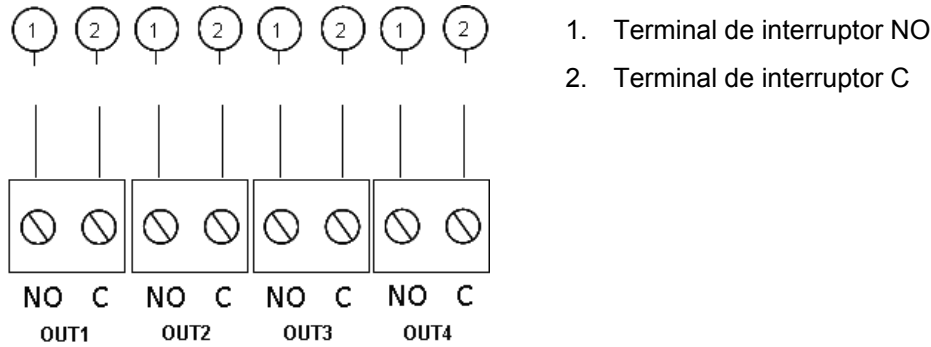 1 2 1 2 1 2 1 2
1. Terminal de interruptor NO
2. Terminal de interruptor C
NO C NO C NO C NO C
OUT1 OUT2 OUT3 OUT4